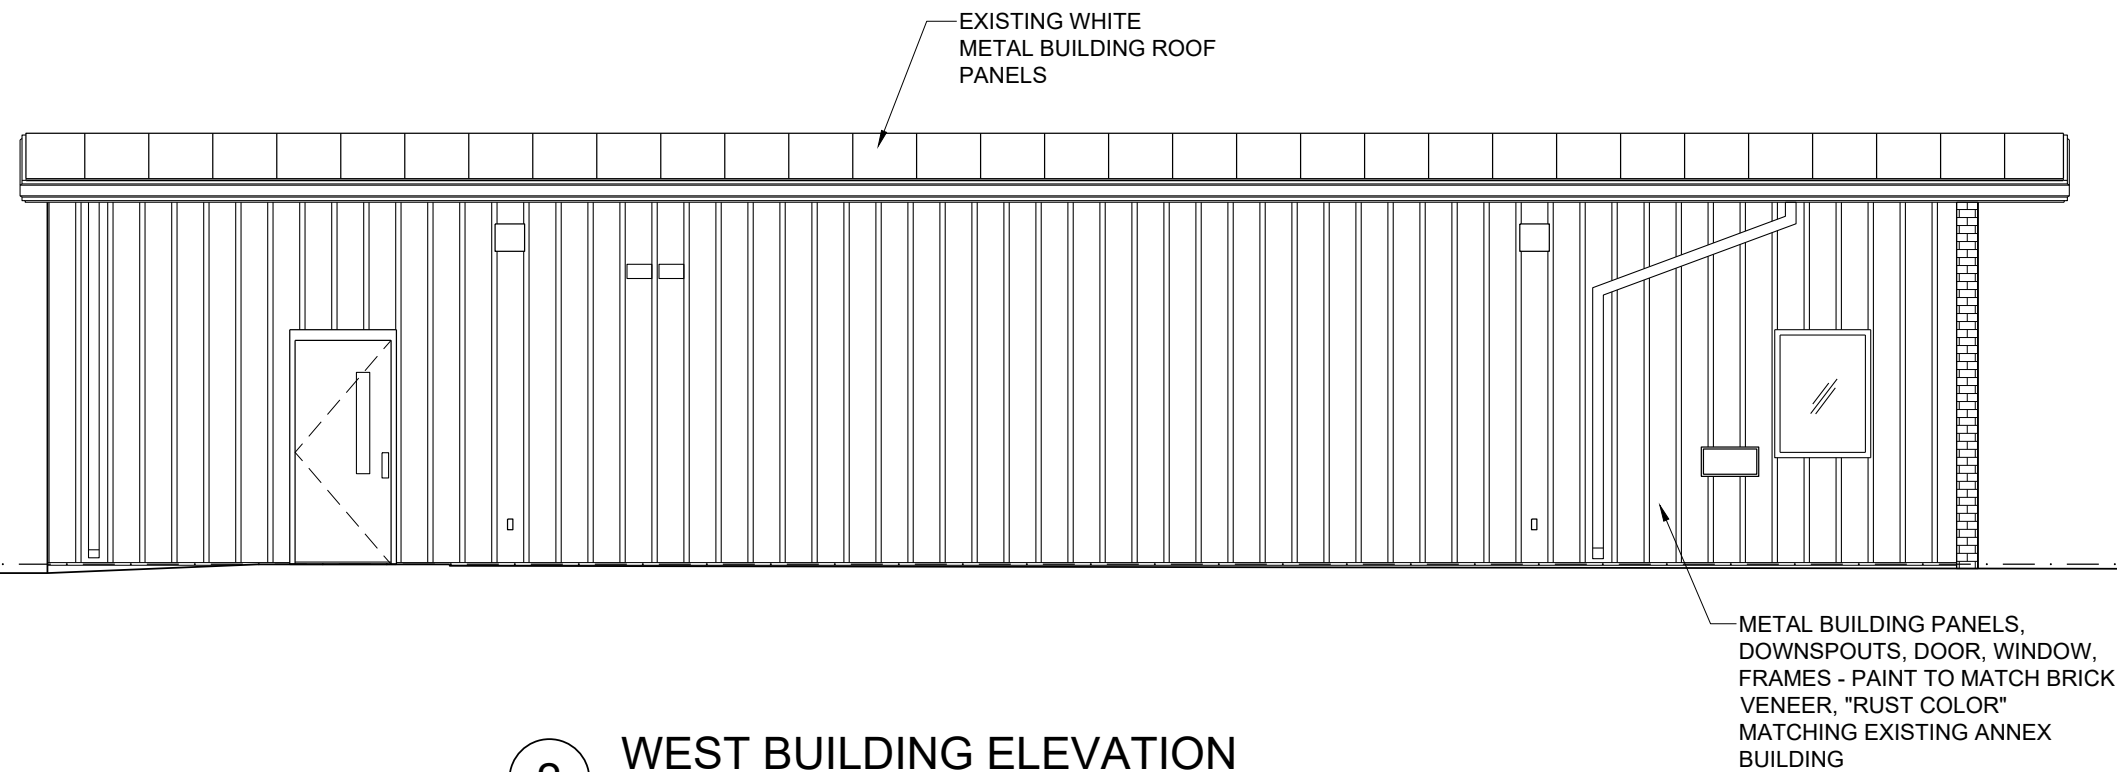 EXISTING WHITE
METAL BUILDING ROOF
PANELS
METAL BUILDING PANELS,
DOWNSPOUTS, DOOR, WINDOW,
FRAMES - PAINT TO MATCH BRICK
VENEER, "RUST COLOR"
MATCHING EXISTING ANNEX
BUILDING
WEST BUILDING ELEVATION